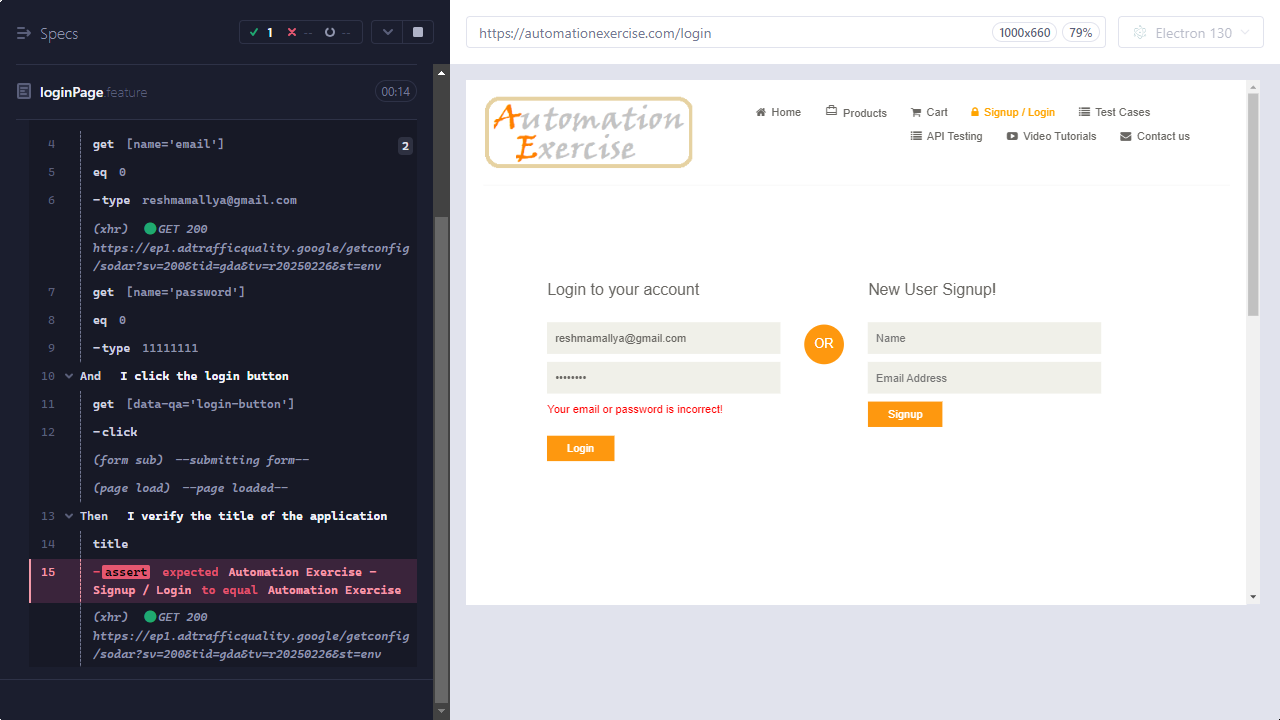 Specs
1
--
--
loginPage.feature
00:14
4 get [name='email'] 2
5 eq 0
6 -type reshmamallya@gmail.com
(xhr) GET 200
https://ep1.adtrafficquality.google/getconfig
/sodar?sv=200&tid=gda&tv=r20250226&st=env
7 get [name='password']
8 eq 0
9 -type 11111111
10 And I click the login button
11 get [data-qa='login-button']
12 -click
(form sub) --submitting form--
(page load) --page loaded--
13 Then I verify the title of the application
14 title
15 -assert expected Automation Exercise -
Signup / Login to equal Automation Exercise
(xhr) GET 200
https://ep1.adtrafficquality.google/getconfig
/sodar?sv=200&tid=gda&tv=r20250226&st=env
https://automationexercise.com/login
1000x660
79%
Electron 130
Automation
Exercise
Home Products Cart Signup / Login Test Cases
API Testing Video Tutorials Contact us
Login to your account
reshmamallya@gmail.com
••••••••
Your email or password is incorrect!
Login
OR
New User Signup!
Name
Email Address
Signup